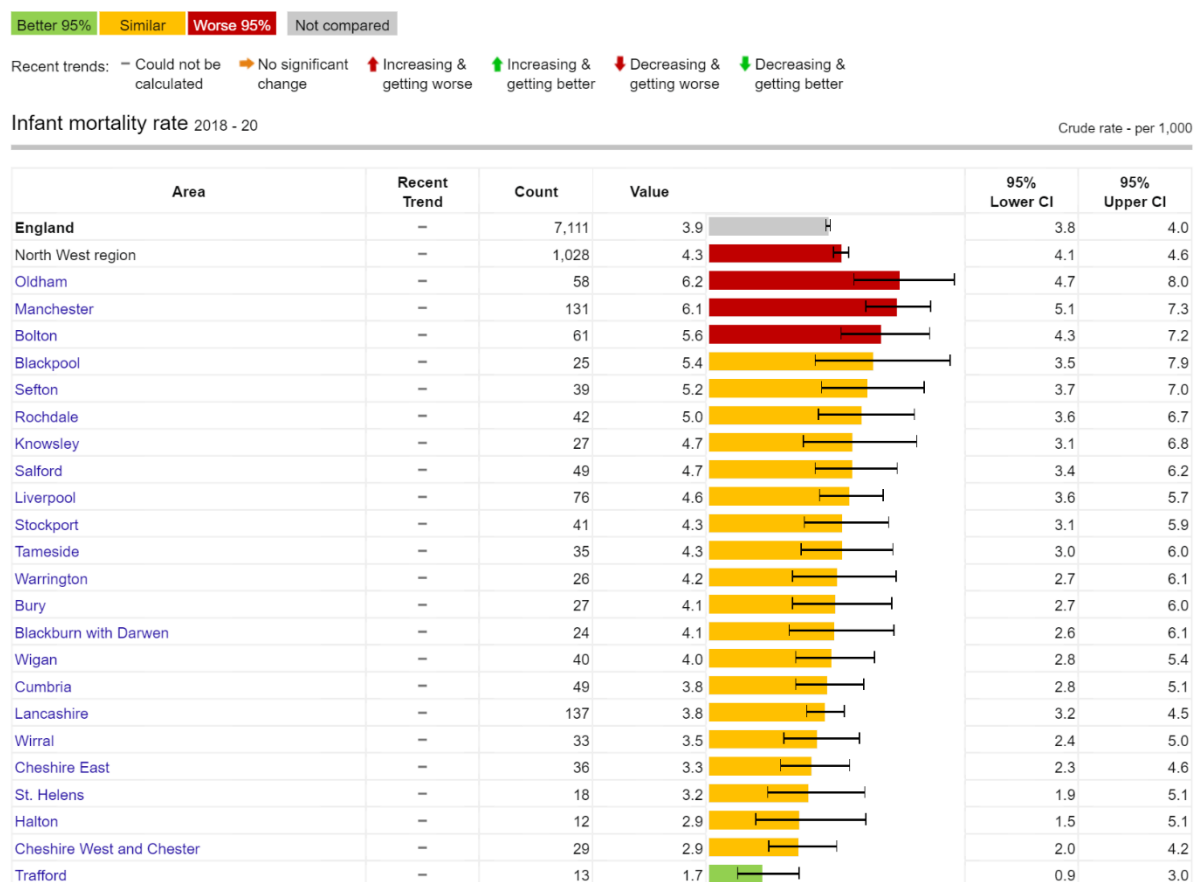 Better 95% Similar Worse 95% Not compared
Recent trends: – Could not be calculated ➡ No significant change ⬆ Increasing & getting worse ⬆ Increasing & getting better ⬇ Decreasing & getting worse ⬇ Decreasing & getting better
Infant mortality rate 2018 - 20 Crude rate - per 1,000
Area Recent Trend Count Value 95% Lower CI 95% Upper CI
England – 7,111 3.9 3.8 4.0
North West region – 1,028 4.3 4.1 4.6
Oldham – 58 6.2 4.7 8.0
Manchester – 131 6.1 5.1 7.3
Bolton – 61 5.6 4.3 7.2
Blackpool – 25 5.4 3.5 7.9
Sefton – 39 5.2 3.7 7.0
Rochdale – 42 5.0 3.6 6.7
Knowsley – 27 4.7 3.1 6.8
Salford – 49 4.7 3.4 6.2
Liverpool – 76 4.6 3.6 5.7
Stockport – 41 4.3 3.1 5.9
Tameside – 35 4.3 3.0 6.0
Warrington – 26 4.2 2.7 6.1
Bury – 27 4.1 2.7 6.0
Blackburn with Darwen – 24 4.1 2.6 6.1
Wigan – 40 4.0 2.8 5.4
Cumbria – 49 3.8 2.8 5.1
Lancashire – 137 3.8 3.2 4.5
Wirral – 33 3.5 2.4 5.0
Cheshire East – 36 3.3 2.3 4.6
St. Helens – 18 3.2 1.9 5.1
Halton – 12 2.9 1.5 5.1
Cheshire West and Chester – 29 2.9 2.0 4.2
Trafford – 13 1.7 0.9 3.0